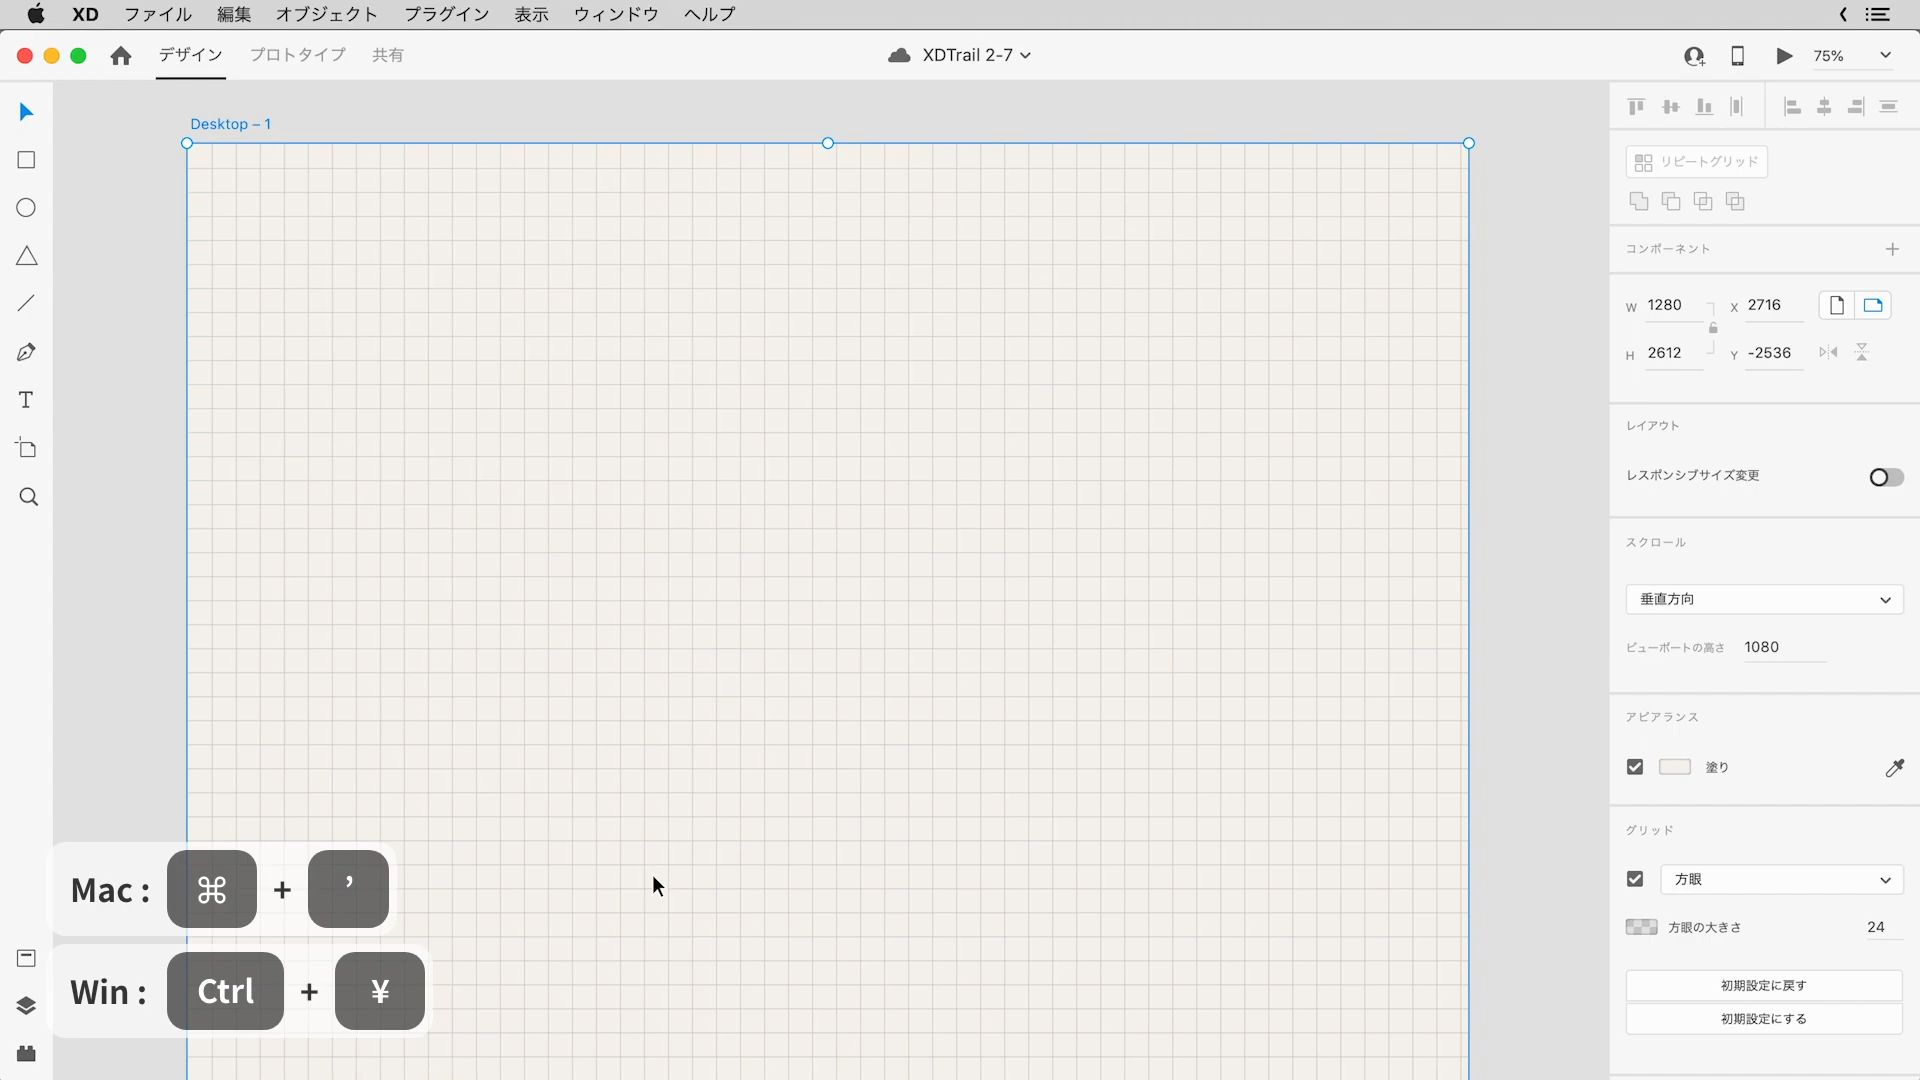 XD ファイル 編集 オブジェクト プラグイン 表示 ウィンドウ ヘルプ
デザイン プロトタイプ 共有 XDTrail 2-7 75%
Desktop – 1
リピートグリッド
コンポーネント
W 1280 X 2716
H 2612 Y -2536
レイアウト
レスポンシブサイズ変更
スクロール
垂直方向
ビューポートの高さ 1080
アピアランス
塗り
グリッド
方眼
方眼の大きさ 24
初期設定に戻す
初期設定にする
Mac : ⌘ + ’
Win : Ctrl + ¥
T